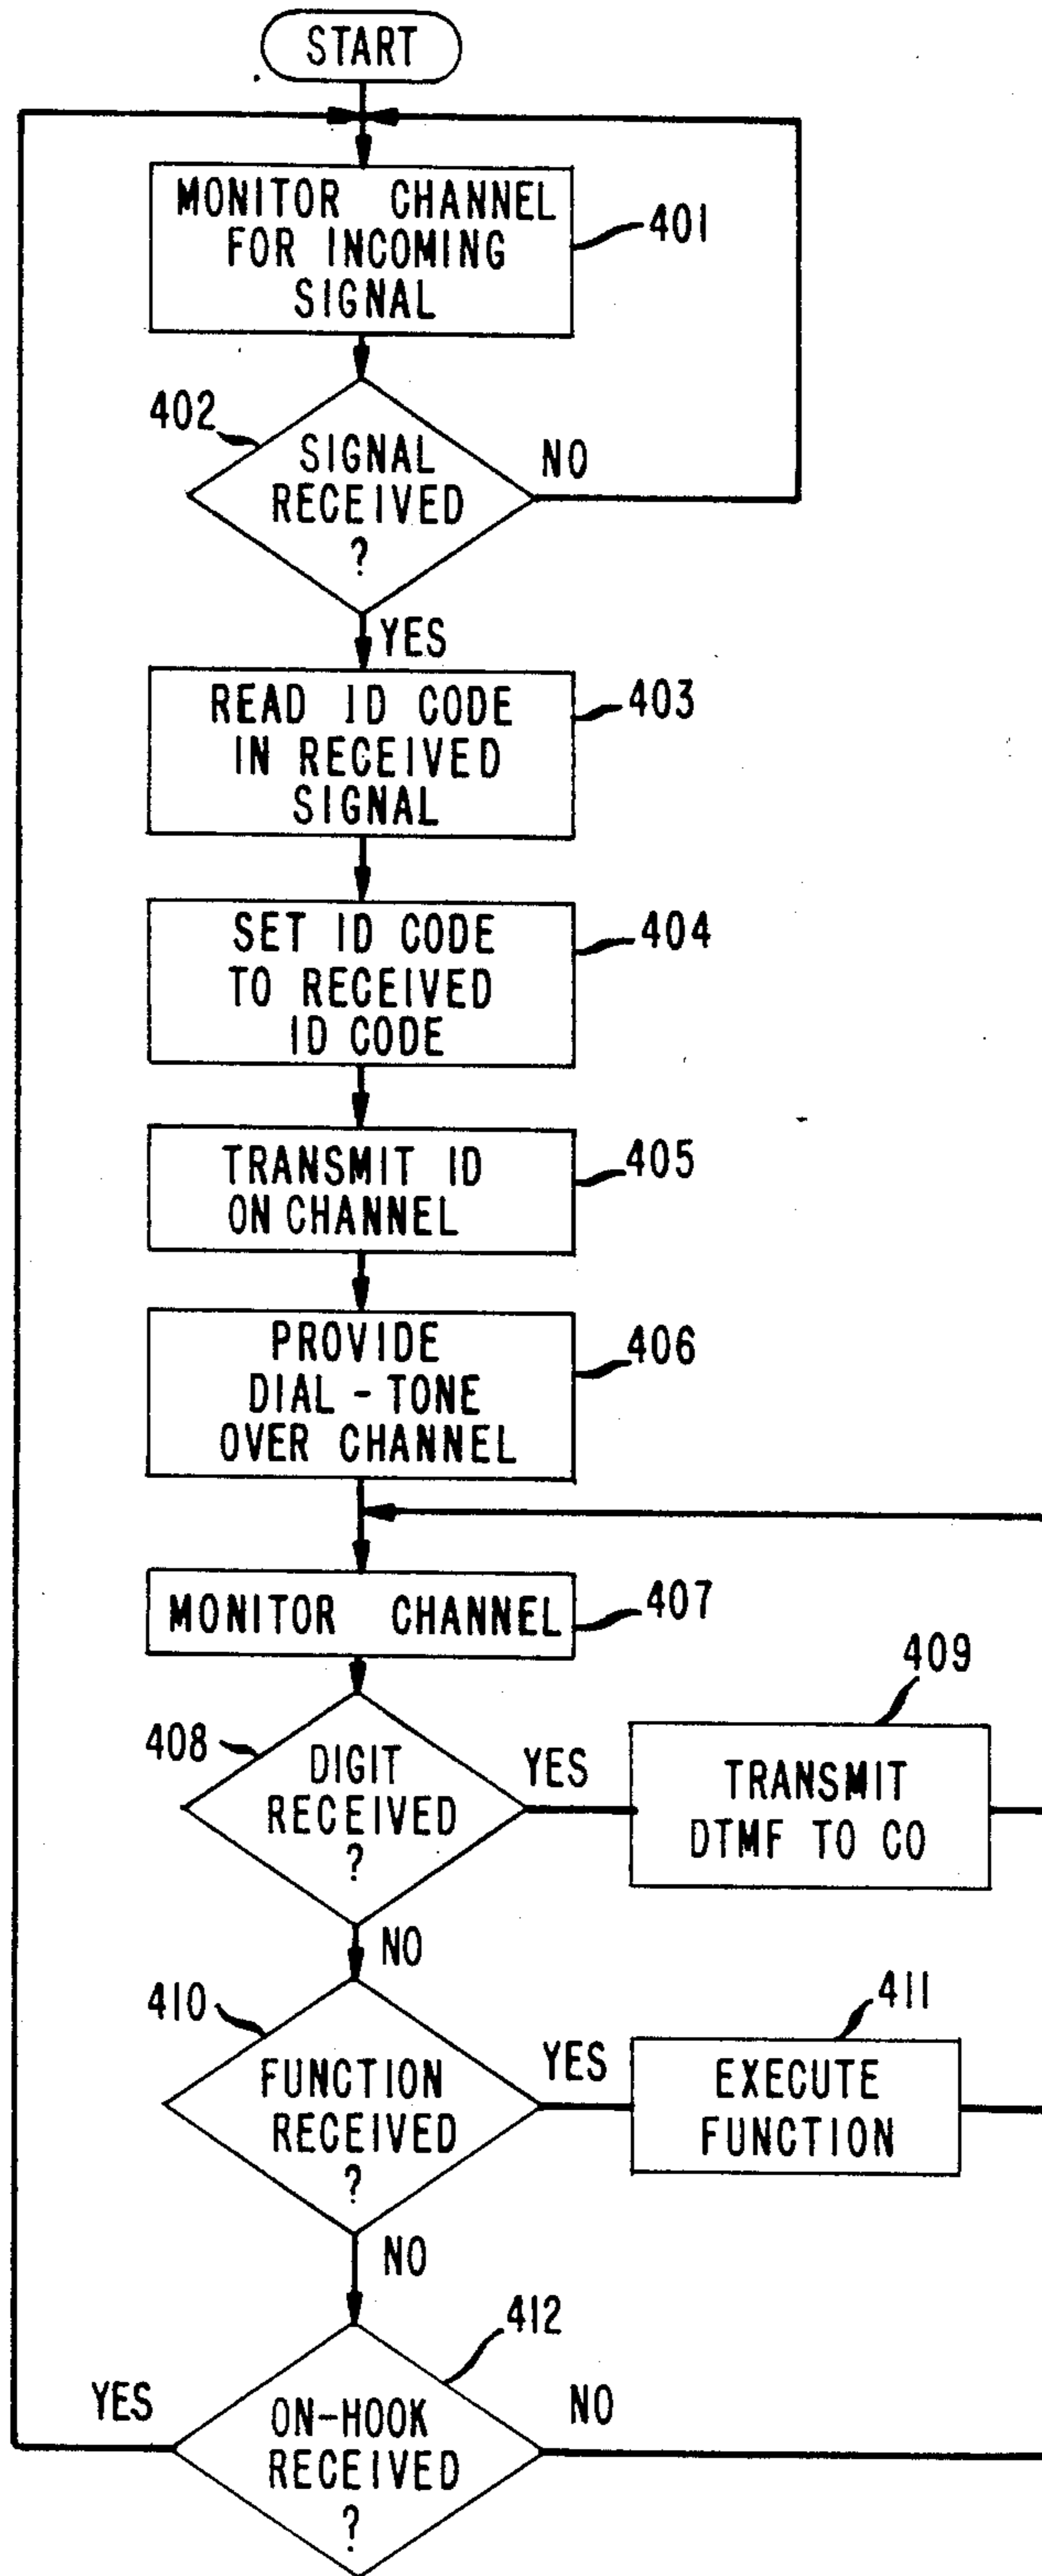 START
MONITOR CHANNEL
FOR INCOMING
SIGNAL
401
402
SIGNAL
RECEIVED
?
NO
YES
READ ID CODE
IN RECEIVED
SIGNAL
403
SET ID CODE
TO RECEIVED
ID CODE
404
TRANSMIT ID
ON CHANNEL
405
PROVIDE
DIAL-TONE
OVER CHANNEL
406
MONITOR CHANNEL
407
408
DIGIT
RECEIVED
?
YES
409
TRANSMIT
DTMF TO CO
NO
410
FUNCTION
RECEIVED
?
YES
411
EXECUTE
FUNCTION
NO
412
YES
ON-HOOK
RECEIVED
?
NO